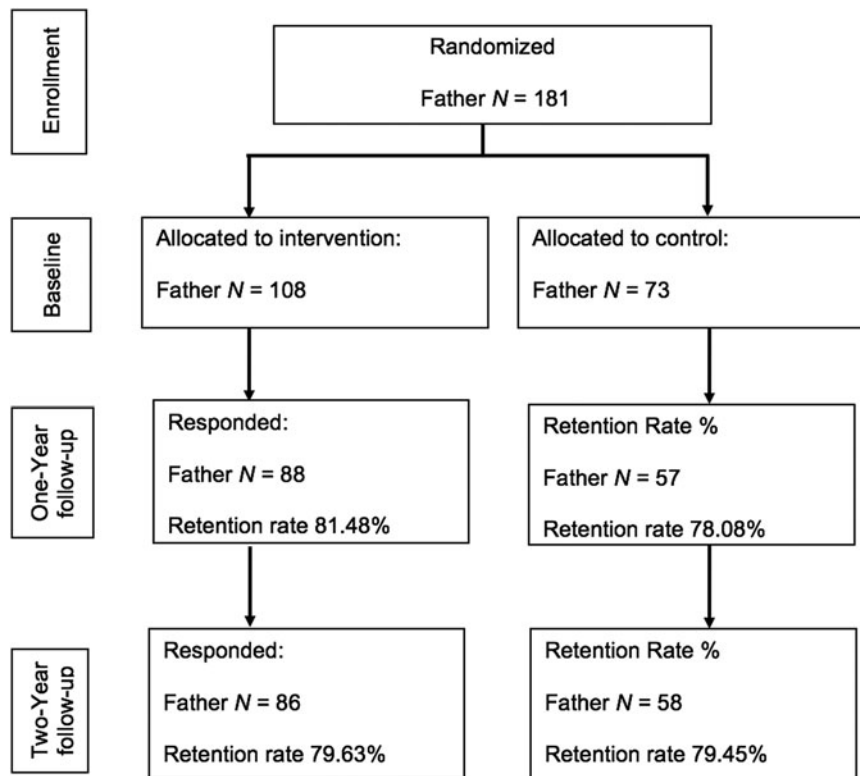 Enrollment
Randomized
Father N = 181
Baseline
Allocated to intervention:
Father N = 108
Allocated to control:
Father N = 73
One-Year
follow-up
Responded:
Father N = 88
Retention rate 81.48%
Retention Rate %
Father N = 57
Retention rate 78.08%
Two-Year
follow-up
Responded:
Father N = 86
Retention rate 79.63%
Retention Rate %
Father N = 58
Retention rate 79.45%